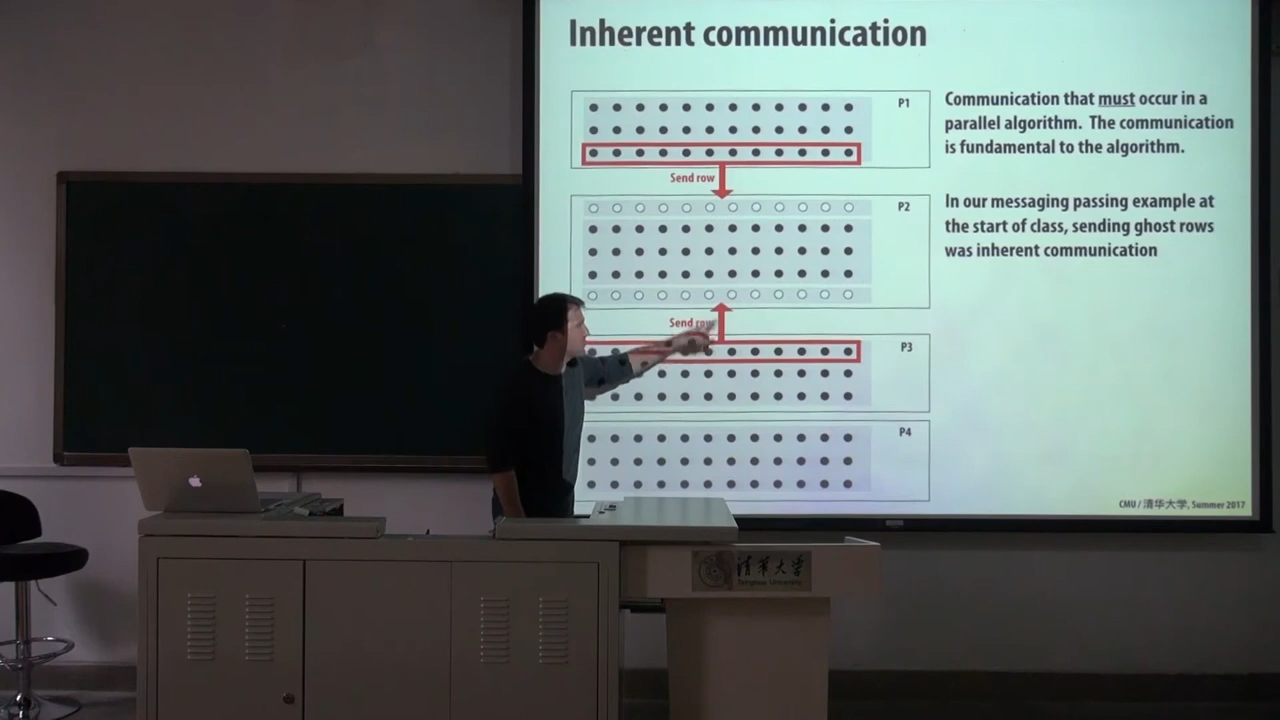 Inherent communication
P1
Send row
P2
Send row
P3
P4
Communication that must occur in a
parallel algorithm. The communication
is fundamental to the algorithm.
In our messaging passing example at
the start of class, sending ghost rows
was inherent communication
CMU / 清华大学, Summer 2017
清华大学
Tsinghua University